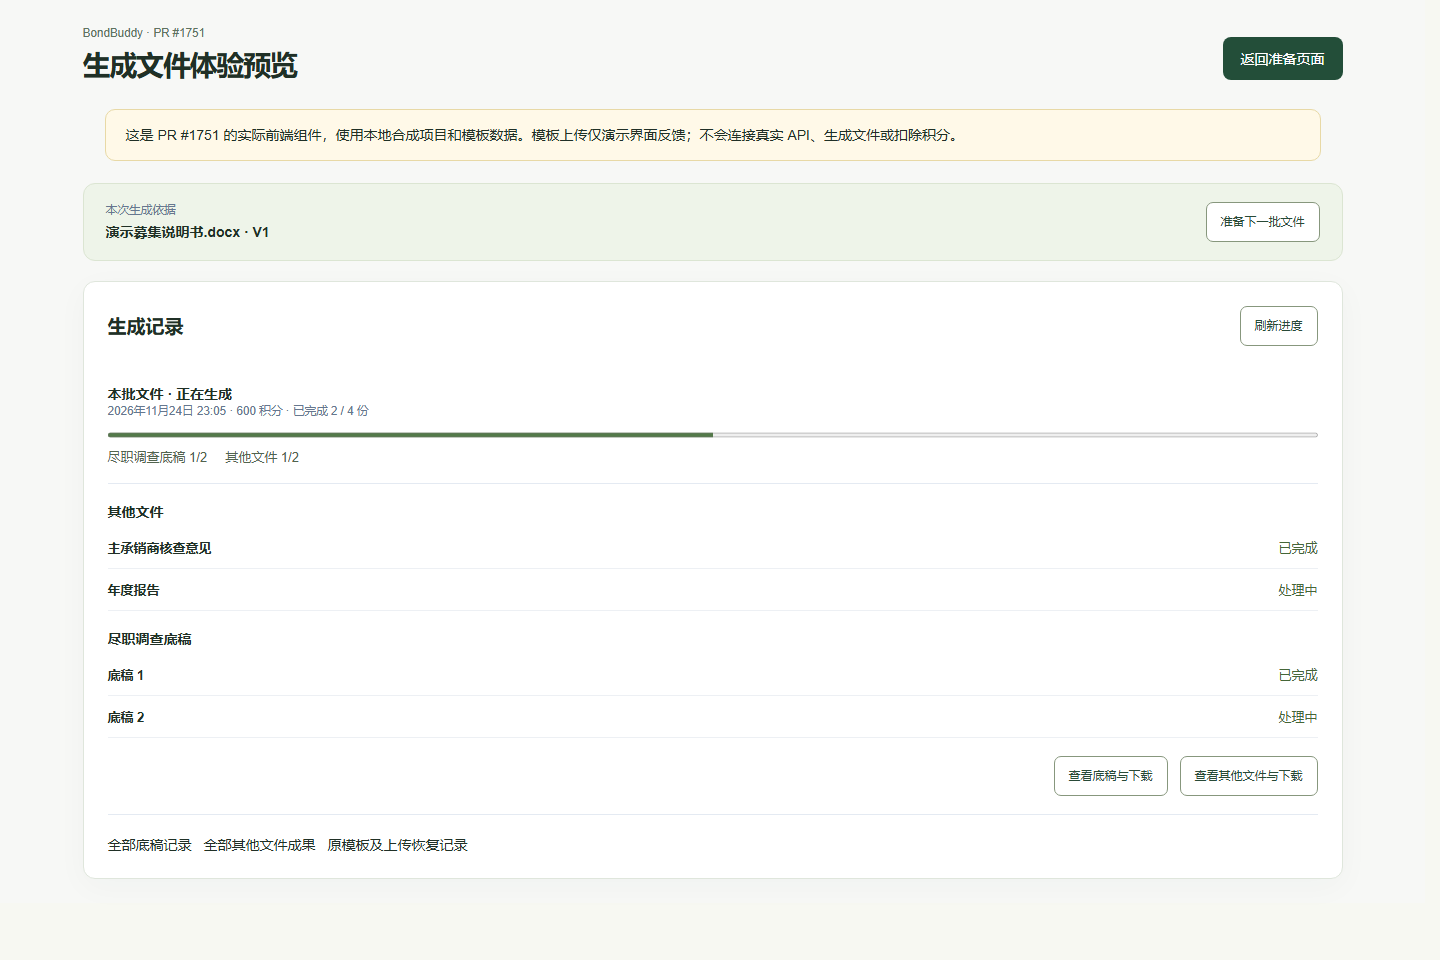 BondBuddy · PR #1751
生成文件体验预览
返回准备页面
这是 PR #1751 的实际前端组件，使用本地合成项目和模板数据。模板上传仅演示界面反馈；不会连接真实 API、生成文件或扣除积分。
本次生成依据
演示募集说明书.docx · V1
准备下一批文件
生成记录
刷新进度
本批文件 · 正在生成
2026年11月24日 23:05 · 600 积分 · 已完成 2 / 4 份
尽职调查底稿 1/2 其他文件 1/2
其他文件
主承销商核查意见 已完成
年度报告 处理中
尽职调查底稿
底稿 1 已完成
底稿 2 处理中
查看底稿与下载 查看其他文件与下载
全部底稿记录 全部其他文件成果 原模板及上传恢复记录